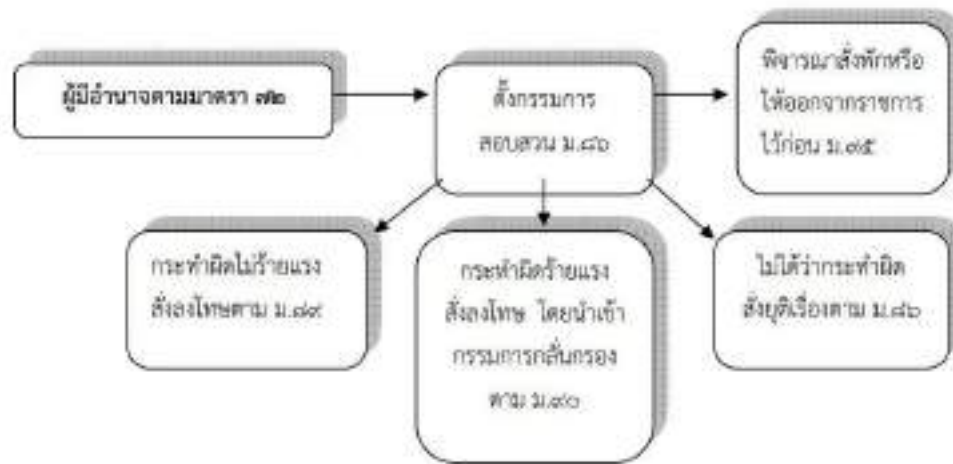 ผู้มีอำนาจตามมาตรา ๗๒
ตั้งกรรมการ
สอบสวน ม.๘๖
พิจารณาสั่งพักหรือ
ให้ออกจากราชการ
ไว้ก่อน ม.๙๕
กระทำผิดไม่ร้ายแรง
สั่งลงโทษตาม ม.๘๙
กระทำผิดร้ายแรง
สั่งลงโทษ โดยนำเข้า
กรรมการกลั่นกรอง
ตาม ม.๙๐
ไม่ได้ว่ากระทำผิด
สั่งยุติเรื่องตาม ม.๘๖